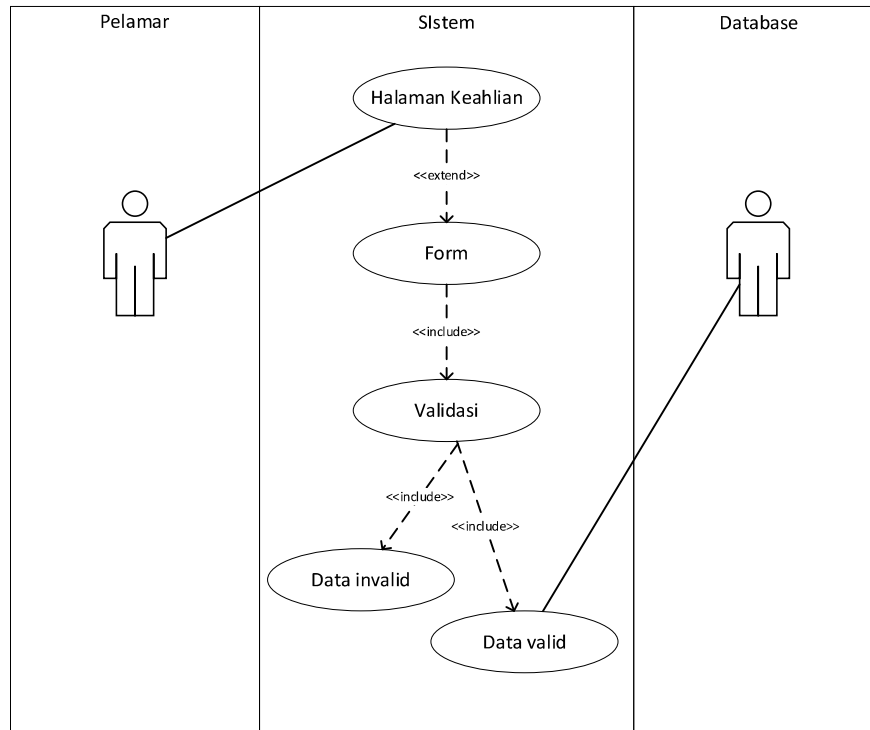 Pelamar
SIstem
Database
Halaman Keahlian
<<extend>>
Form
<<include>>
Validasi
<<include>>
<<include>>
Data invalid
Data valid